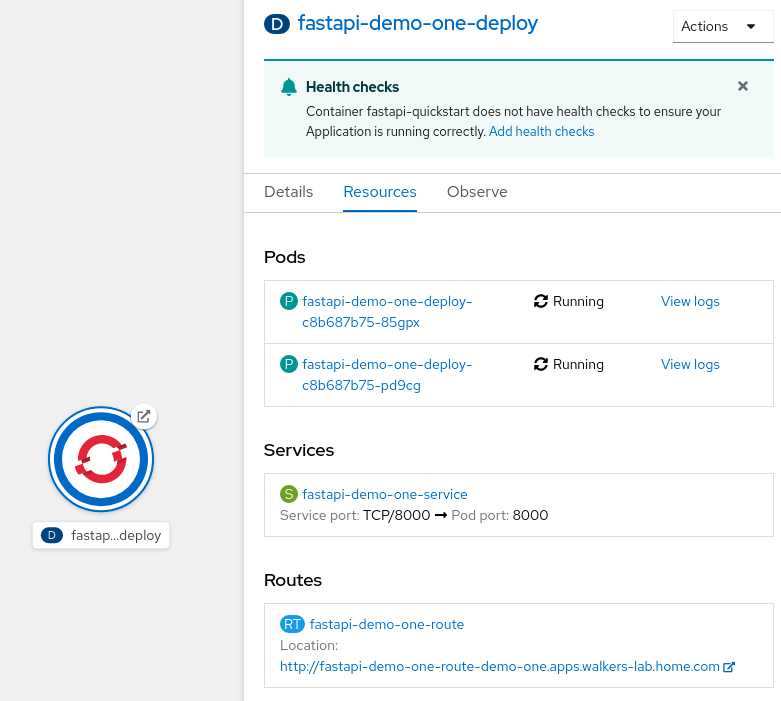 D fastapi-demo-one-deploy
Actions
Health checks
Container fastapi-quickstart does not have health checks to ensure your
Application is running correctly. Add health checks
Details Resources Observe
Pods
P fastapi-demo-one-deploy-
c8b687b75-85gpx
Running
View logs
P fastapi-demo-one-deploy-
c8b687b75-pd9cg
Running
View logs
D fastap...deploy
Services
S fastapi-demo-one-service
Service port: TCP/8000 → Pod port: 8000
Routes
RT fastapi-demo-one-route
Location:
http://fastapi-demo-one-route-demo-one.apps.walkers-lab.home.com